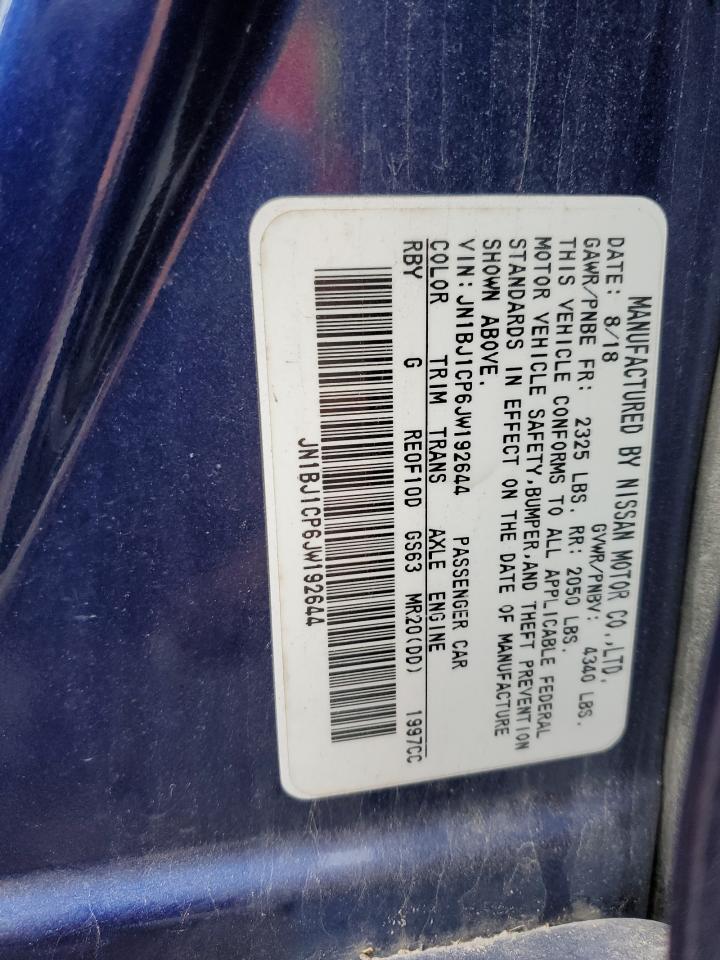 MANUFACTURED BY NISSAN MOTOR CO.,LTD.
DATE: 8/18 GVWR/PNBV: 4340 LBS.
GAWR/PNBE FR: 2325 LBS. RR: 2050 LBS.
THIS VEHICLE CONFORMS TO ALL APPLICABLE FEDERAL
MOTOR VEHICLE SAFETY,BUMPER,AND THEFT PREVENTION
STANDARDS IN EFFECT ON THE DATE OF MANUFACTURE
SHOWN ABOVE.
VIN: JN1BJ1CP6JW192644 PASSENGER CAR
COLOR TRIM TRANS AXLE ENGINE
RBY G RE0F10D GS63 MR20(DD) 1997CC
JN1BJ1CP6JW192644